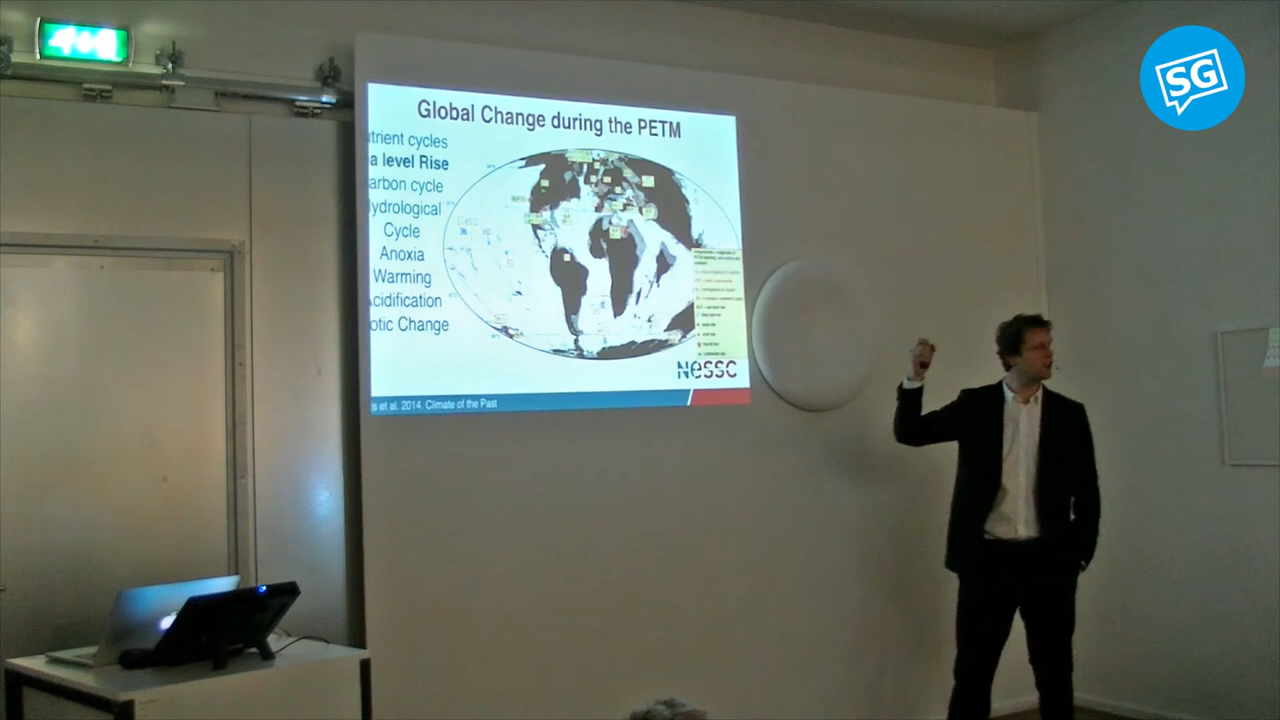 SG
Global Change during the PETM
trient cycles
a level Rise
arbon cycle
ydrological
Cycle
Anoxia
Warming
cidification
otic Change
Nessc
s et al. 2014. Climate of the Past